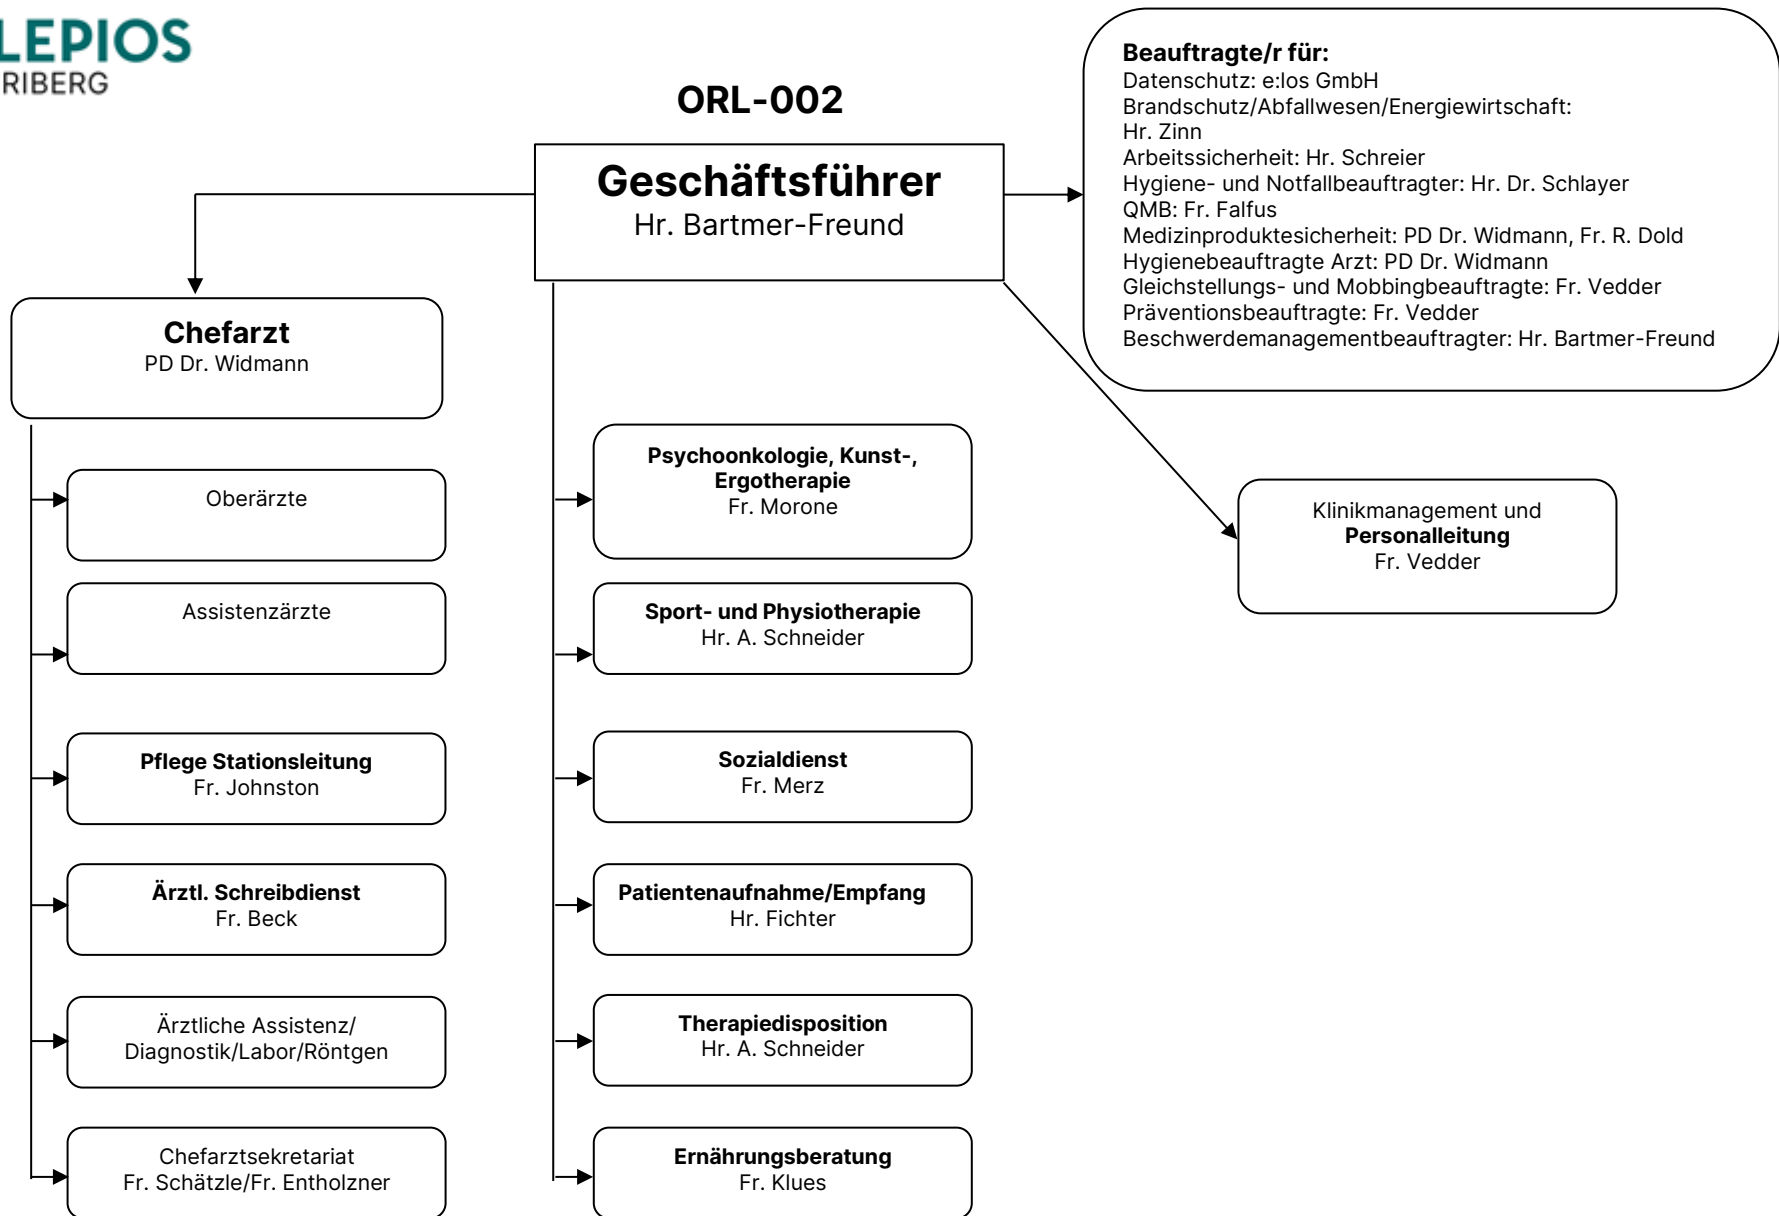 LEPIOS
RIBERG
ORL-002
Geschäftsführer
Hr. Bartmer-Freund
Beauftragte/r für:
Datenschutz: e:los GmbH
Brandschutz/Abfallwesen/Energiewirtschaft:
Hr. Zinn
Arbeitssicherheit: Hr. Schreier
Hygiene- und Notfallbeauftragter: Hr. Dr. Schlayer
QMB: Fr. Falfus
Medizinproduktesicherheit: PD Dr. Widmann, Fr. R. Dold
Hygienebeauftragte Arzt: PD Dr. Widmann
Gleichstellungs- und Mobbingbeauftragte: Fr. Vedder
Präventionsbeauftragte: Fr. Vedder
Beschwerdemanagementbeauftragter: Hr. Bartmer-Freund
Chefarzt
PD Dr. Widmann
Oberärzte
Assistenzärzte
Pflege Stationsleitung
Fr. Johnston
Ärztl. Schreibdienst
Fr. Beck
Ärztliche Assistenz/
Diagnostik/Labor/Röntgen
Chefarztsekretariat
Fr. Schätzle/Fr. Entholzner
Psychoonkologie, Kunst-,
Ergotherapie
Fr. Morone
Sport- und Physiotherapie
Hr. A. Schneider
Sozialdienst
Fr. Merz
Patientenaufnahme/Empfang
Hr. Fichter
Therapiedisposition
Hr. A. Schneider
Ernährungsberatung
Fr. Klues
Klinikmanagement und
Personalleitung
Fr. Vedder